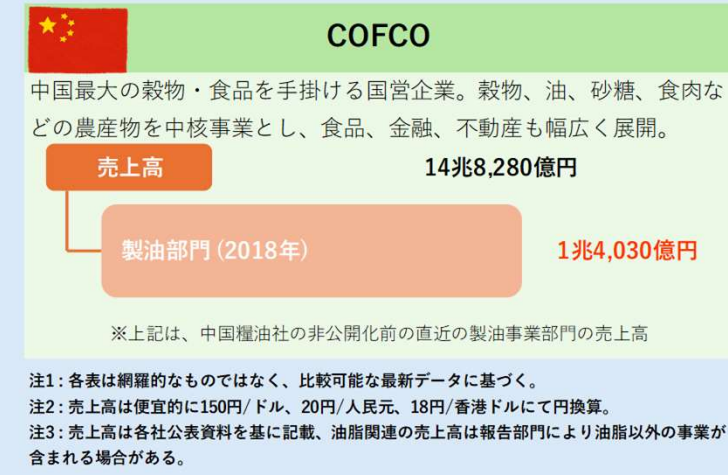 COFCO
中国最大の穀物・食品を手掛ける国営企業。穀物、油、砂糖、食肉な
どの農産物を中核事業とし、食品、金融、不動産も幅広く展開。
売上高 14兆8,280億円
製油部門 (2018年) 1兆4,030億円
※上記は、中国糧油社の非公開化前の直近の製油事業部門の売上高
注1 : 各表は網羅的なものではなく、比較可能な最新データに基づく。
注2 : 売上高は便宜的に150円/ドル、20円/人民元、18円/香港ドルにて円換算。
注3 : 売上高は各社公表資料を基に記載、油脂関連の売上高は報告部門により油脂以外の事業が
含まれる場合がある。